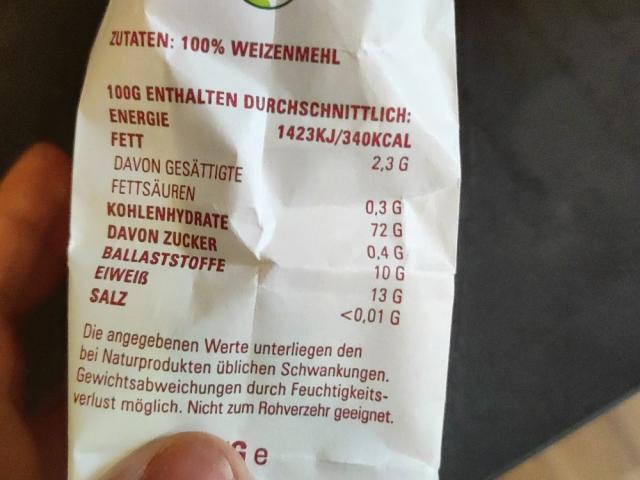 ZUTATEN: 100% WEIZENMEHL
100G ENTHALTEN DURCHSCHNITTLICH:
ENERGIE 1423KJ/340KCAL
FETT 2,3 G
DAVON GESÄTTIGTE
FETTSÄUREN 0,3 G
KOHLENHYDRATE 72 G
DAVON ZUCKER 0,4 G
BALLASTSTOFFE 10 G
EIWEIß 13 G
SALZ <0,01 G
Die angegebenen Werte unterliegen den
bei Naturprodukten üblichen Schwankungen.
Gewichtsabweichungen durch Feuchtigkeits-
verlust möglich. Nicht zum Rohverzehr geeignet.
G e